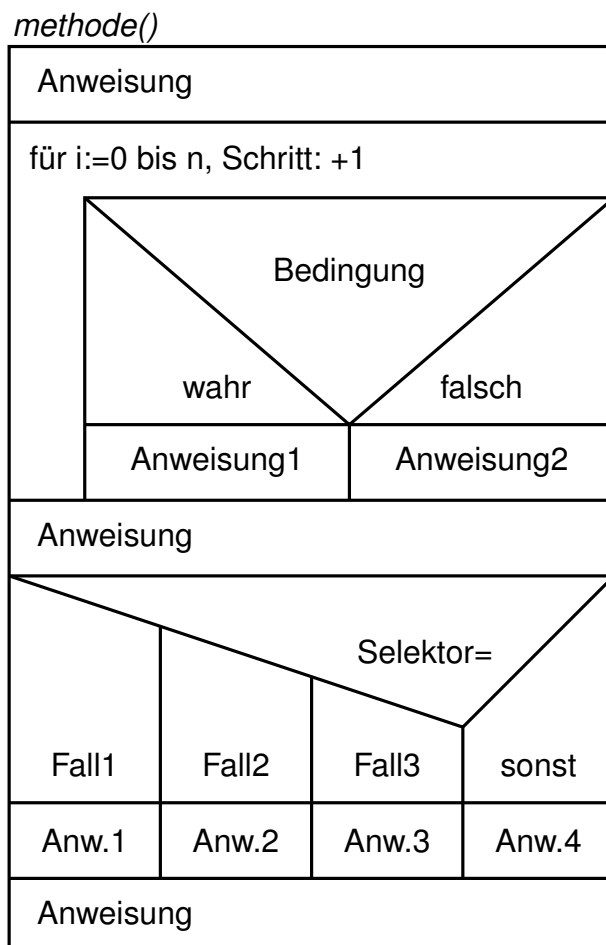 methode()
Anweisung
für i:=0 bis n, Schritt: +1
Bedingung
wahr falsch
Anweisung1 Anweisung2
Anweisung
Selektor=
Fall1 Fall2 Fall3 sonst
Anw.1 Anw.2 Anw.3 Anw.4
Anweisung